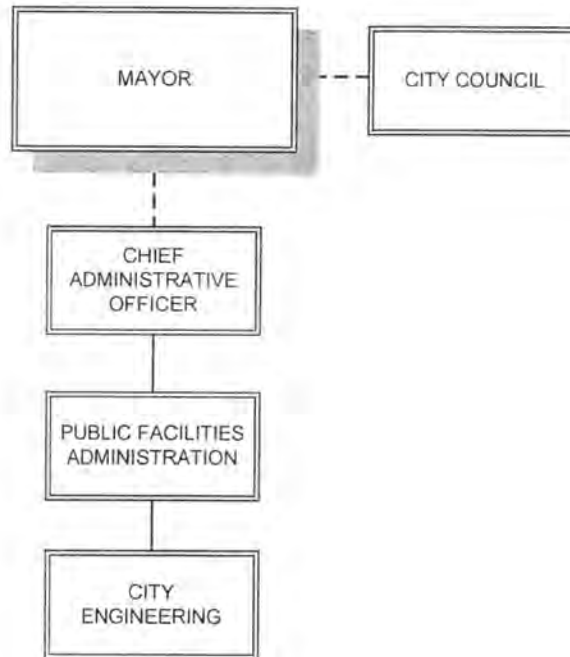 MAYOR
CITY COUNCIL
CHIEF
ADMINISTRATIVE
OFFICER
PUBLIC FACILITIES
ADMINISTRATION
CITY
ENGINEERING